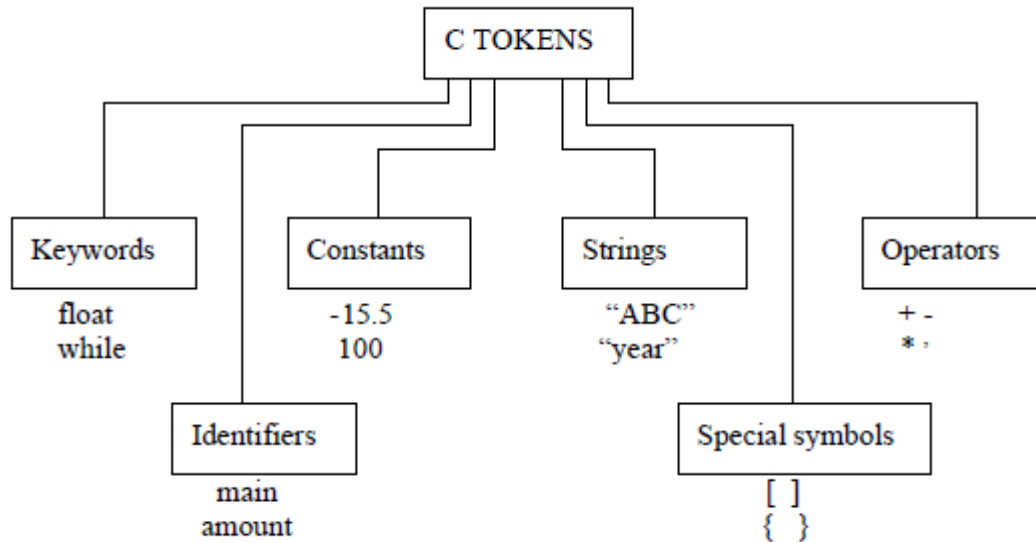 C TOKENS
Keywords
float
while
Constants
-15.5
100
Strings
“ABC”
“year”
Operators
+ -
* ,
Identifiers
main
amount
Special symbols
[ ]
{ }